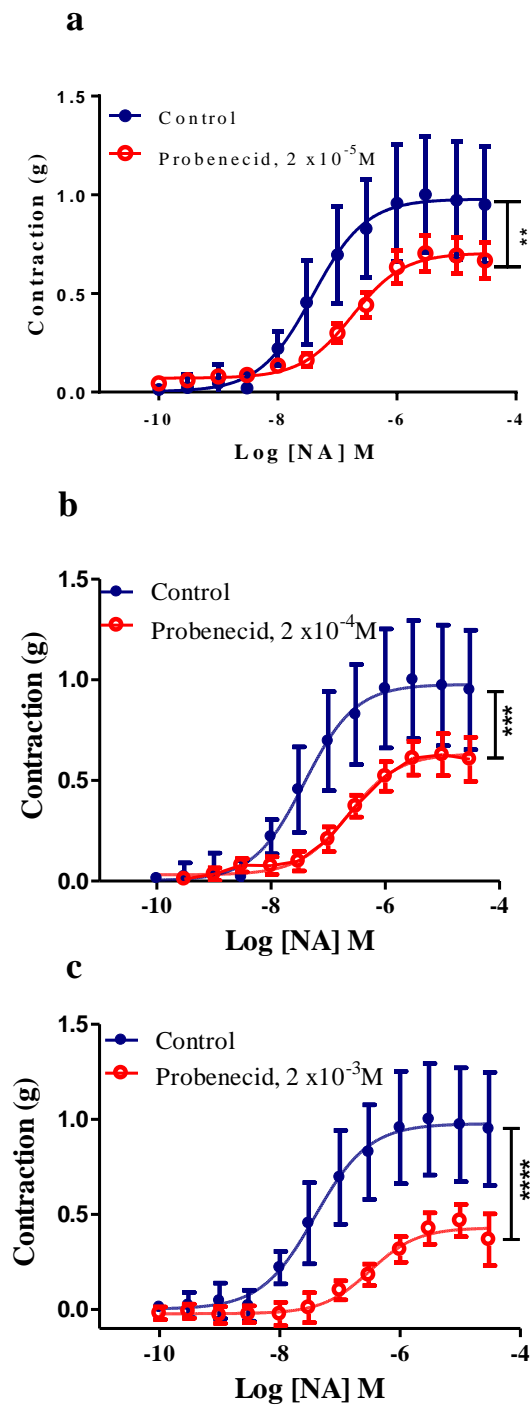 a
1.5
1.0
0.5
0.0
Control
Probenecid, 2 x10-5M
Contraction (g)
**
-10
-8
-6
-4
Log [NA] M
b
1.5
1.0
0.5
0.0
Control
Probenecid, 2 x10-4M
Contraction (g)
***
-10
-8
-6
-4
Log [NA] M
c
1.5
1.0
0.5
0.0
Control
Probenecid, 2 x10-3M
Contraction (g)
****
-10
-8
-6
-4
Log [NA] M